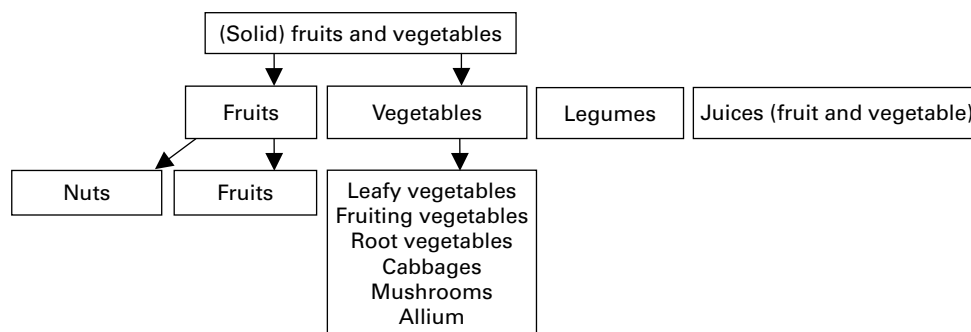 (Solid) fruits and vegetables
Fruits
Vegetables
Legumes
Juices (fruit and vegetable)
Nuts
Fruits
Leafy vegetables
Fruiting vegetables
Root vegetables
Cabbages
Mushrooms
Allium